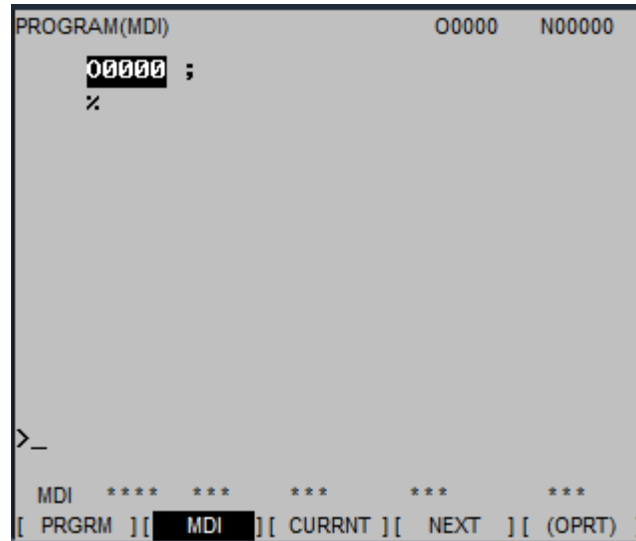 PROGRAM(MDI) O0000 N00000
O0000 ;
%
>_
MDI **** *** *** *** ***
[ PRGRM ][ MDI ][ CURRNT ][ NEXT ][ (OPRT)